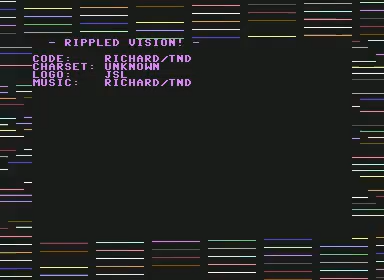 - RIPPLED VISION! -
CODE: RICHARD/TND
CHARSET: UNKNOWN
LOGO: JSL
MUSIC: RICHARD/TND